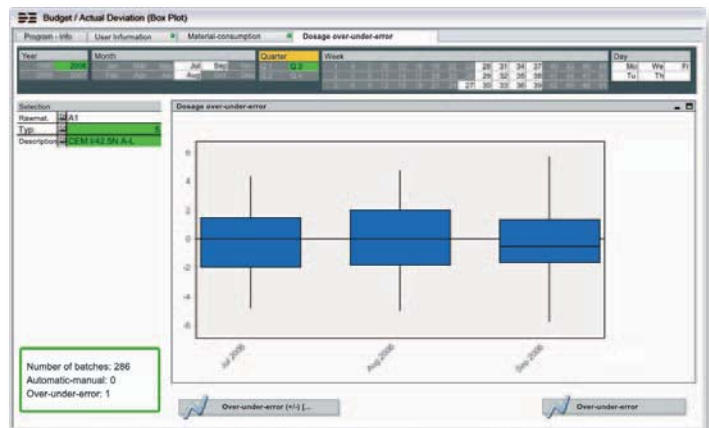 Budget / Actual Deviation (Box Plot)
Program - Info User Information Material-consumption Dosage over-under-error
Year Month Quarter Week Day
2006 Jul Sep Q 3 28 31 34 37 Mo We Fr
Aug 29 32 35 38 Tu Th
27 30 33 36 39
Selection
Rawmat. A1
Typ 5
Description CEM I/42.5N A-L
Dosage over-under-error
6
4
2
0
-2
-4
-6
Jul 2006 Aug 2006 Sep 2006
Number of batches: 286
Automatic-manual: 0
Over-under-error: 1
Over-under-error (+/-) [... Over-under-error